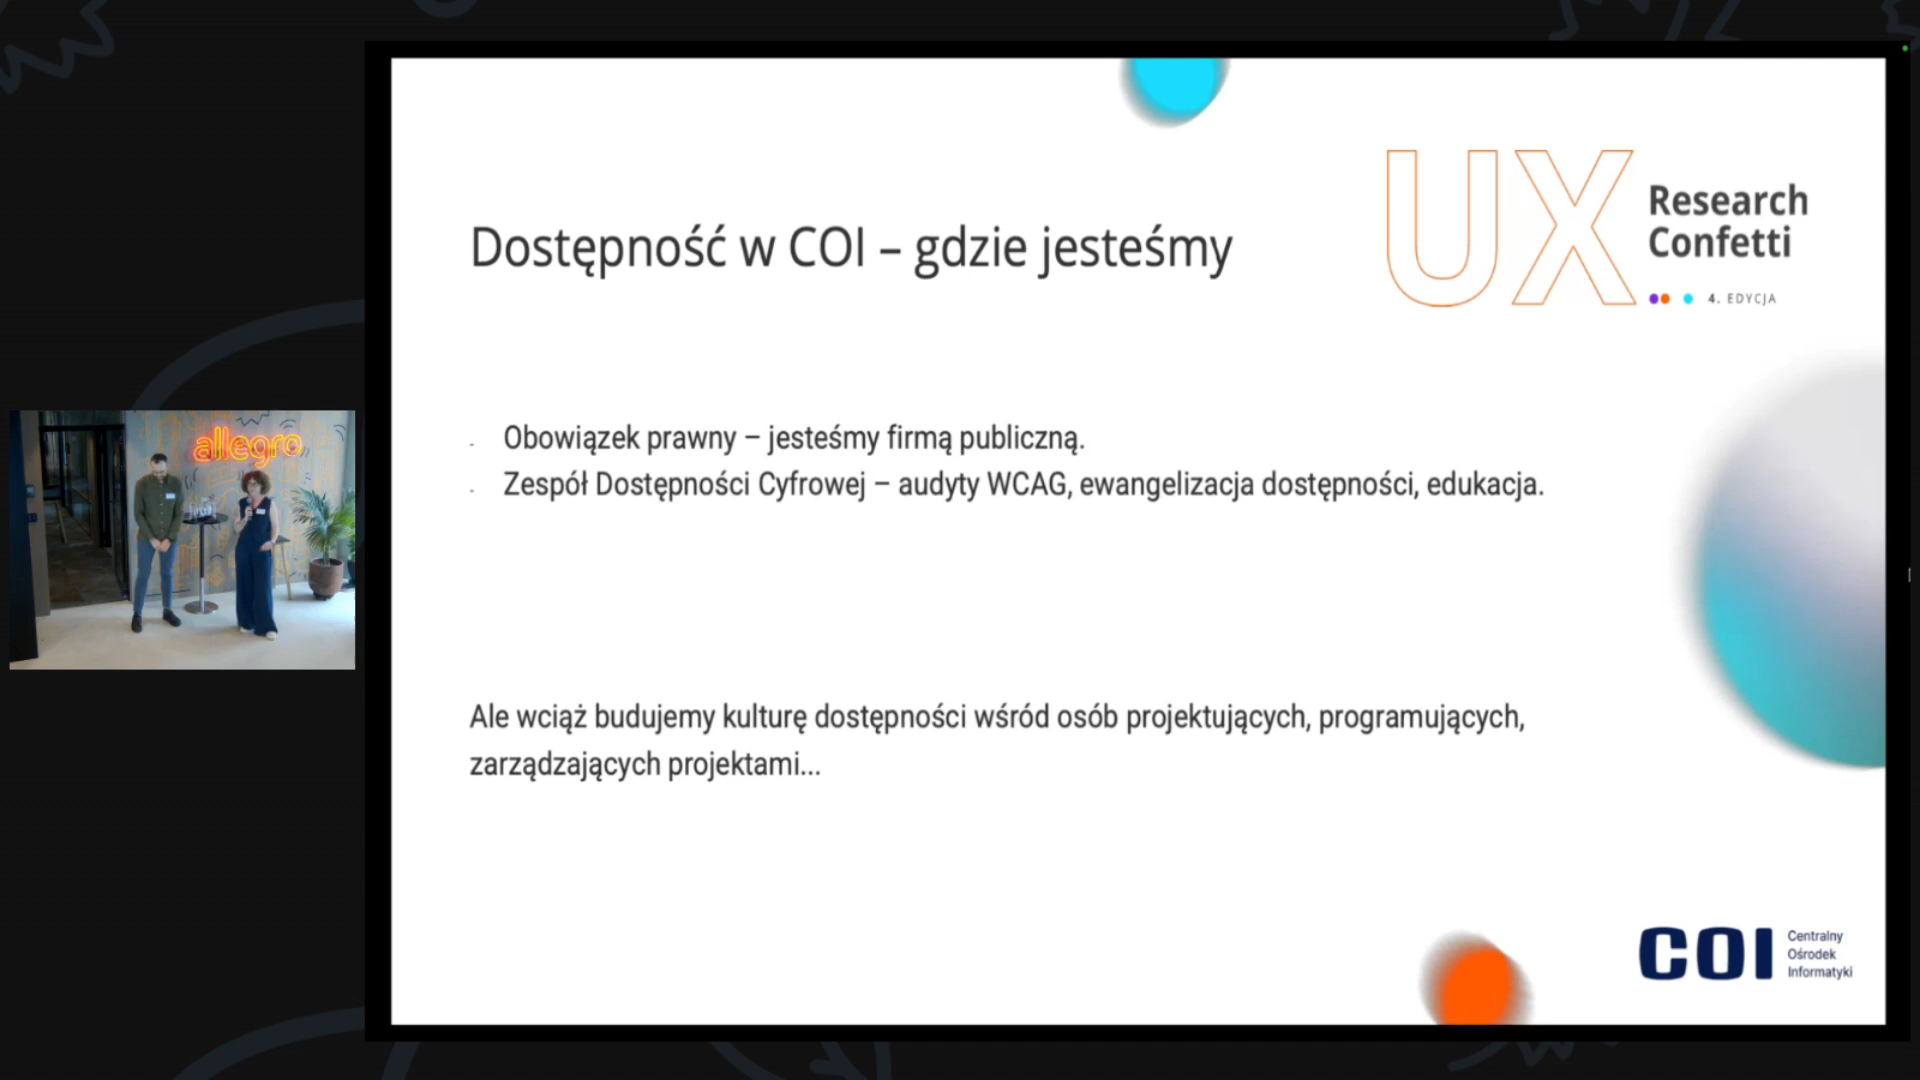 UX
Research
Confetti
4. EDYCJA
Dostępność w COI – gdzie jesteśmy
- Obowiązek prawny – jesteśmy firmą publiczną.
- Zespół Dostępności Cyfrowej – audyty WCAG, ewangelizacja dostępności, edukacja.
allegro
Ale wciąż budujemy kulturę dostępności wśród osób projektujących, programujących,
zarządzających projektami...
COI
Centralny
Ośrodek
Informatyki